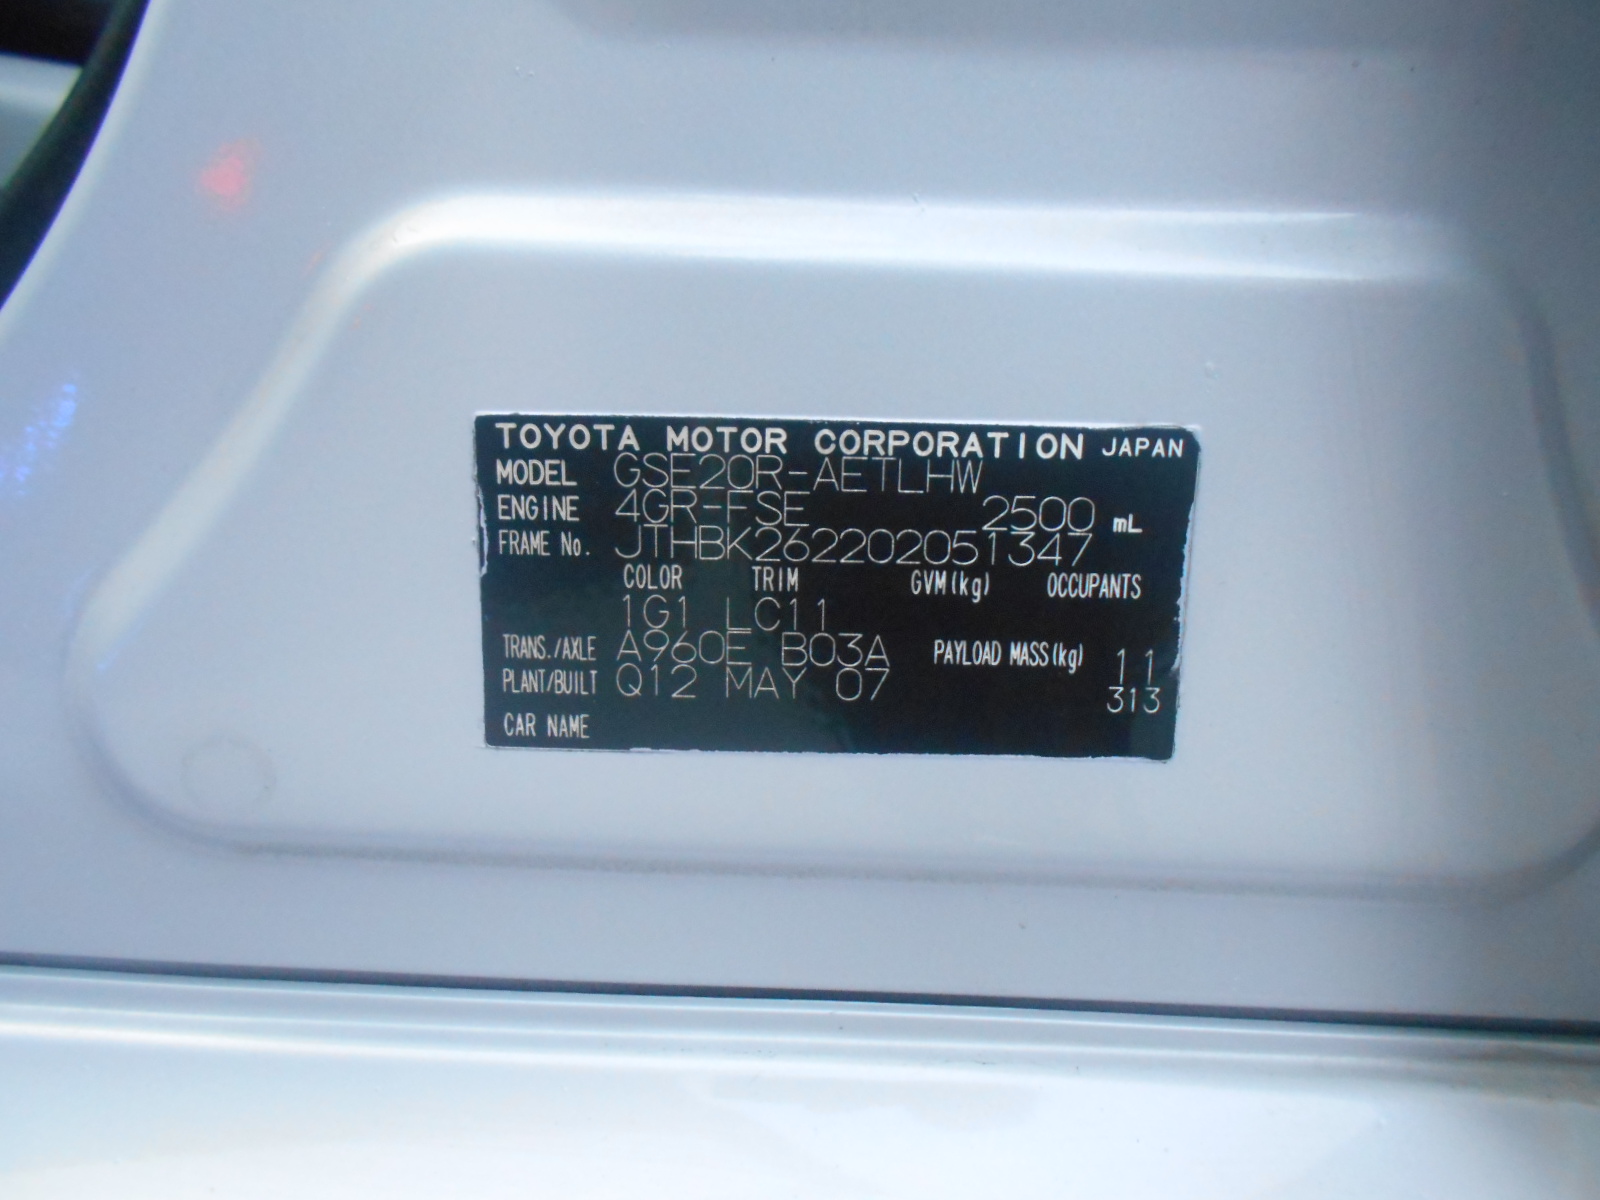 TOYOTA MOTOR CORPORATION JAPAN
MODEL GSE20R-AETLHW
ENGINE 4GR-FSE 2500 mL
FRAME No. JTHBK262202051347
COLOR TRIM GVM(kg) OCCUPANTS
1G1 LC11
TRANS./AXLE A960E B03A PAYLOAD MASS(kg) 11
PLANT/BUILT Q12 MAY 07 313
CAR NAME